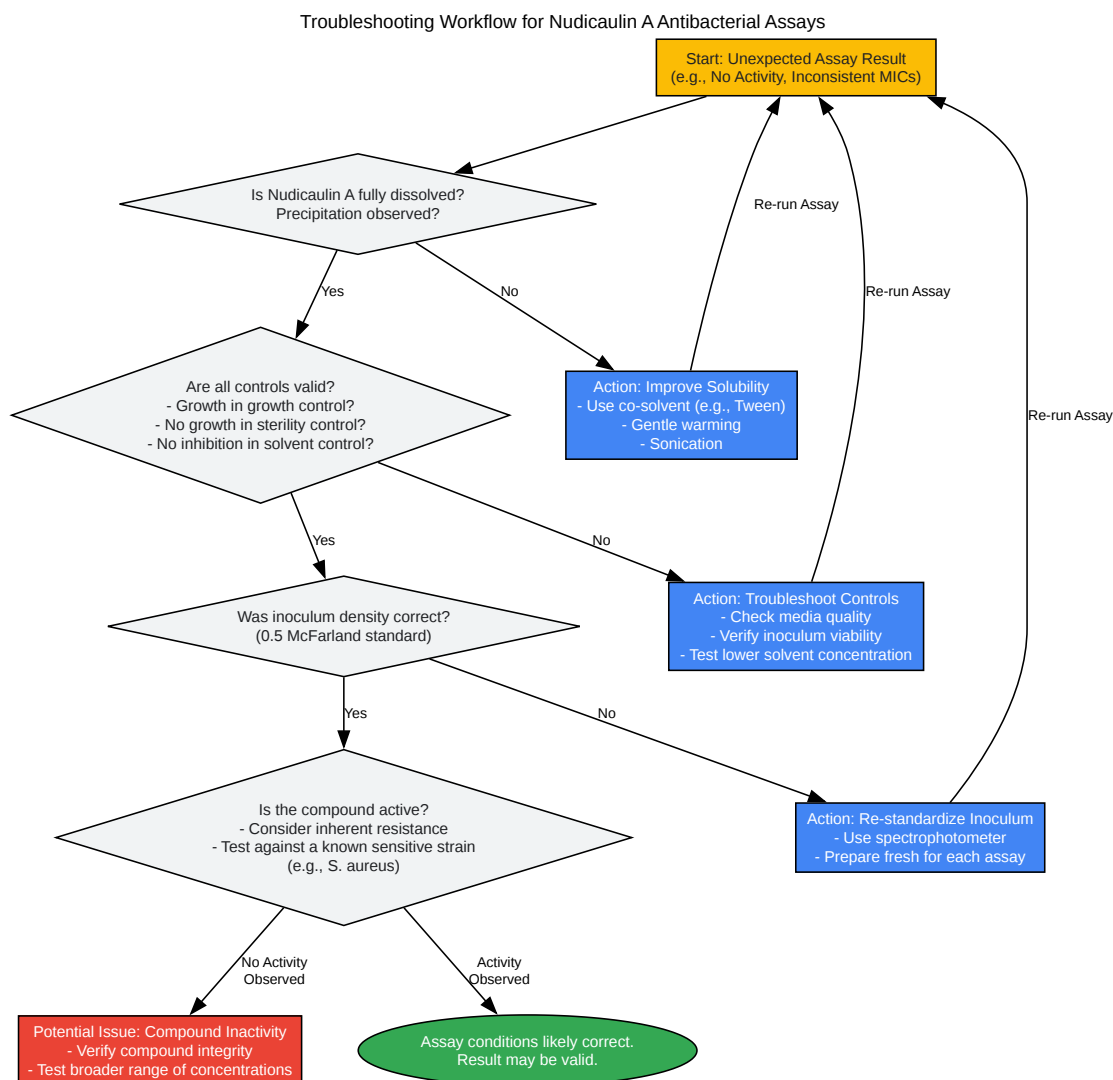 Troubleshooting Workflow for Nudicaulin A Antibacterial Assays
Start: Unexpected Assay Result
(e.g., No Activity, Inconsistent MICs)
Is Nudicaulin A fully dissolved?
Precipitation observed?
Re-run Assay
Yes
No
Re-run Assay
Are all controls valid?
- Growth in growth control?
- No growth in sterility control?
- No inhibition in solvent control?
Action: Improve Solubility
- Use co-solvent (e.g., Tween)
- Gentle warming
- Sonication
Re-run Assay
Yes
No
Was inoculum density correct?
(0.5 McFarland standard)
Action: Troubleshoot Controls
- Check media quality
- Verify inoculum viability
- Test lower solvent concentration
Yes
No
Is the compound active?
- Consider inherent resistance
- Test against a known sensitive strain
(e.g., S. aureus)
Action: Re-standardize Inoculum
- Use spectrophotometer
- Prepare fresh for each assay
No Activity
Observed
Activity
Observed
Potential Issue: Compound Inactivity
- Verify compound integrity
- Test broader range of concentrations
Assay conditions likely correct.
Result may be valid.